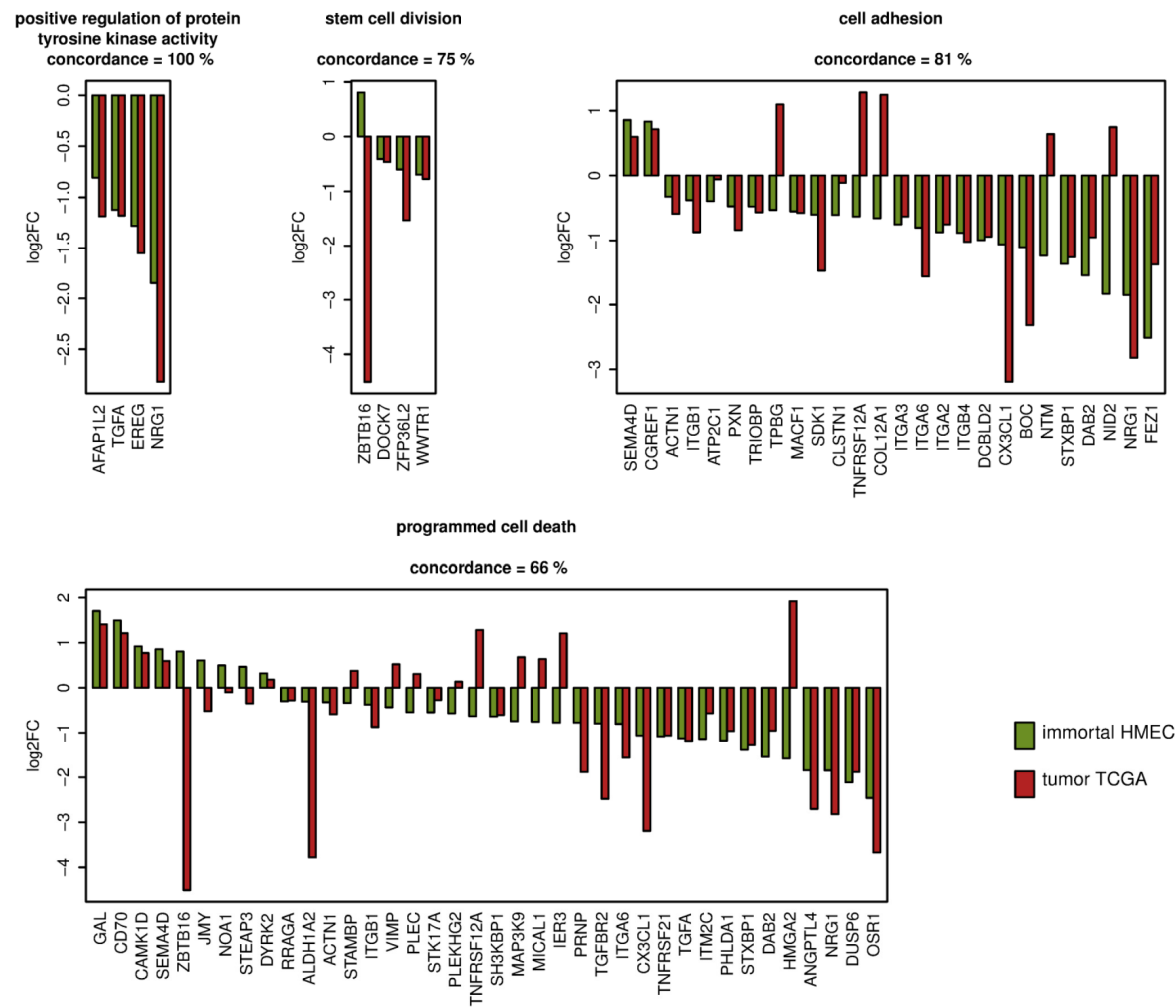 positive regulation of protein
tyrosine kinase activity
concordance = 100 %
log2FC
0.0
−0.5
−1.0
−1.5
−2.0
−2.5
AFAP1L2
TGFA
EREG
NRG1
stem cell division
concordance = 75 %
log2FC
1
0
−1
−2
−3
−4
ZBTB16
DOCK7
ZFP36L2
WWTR1
cell adhesion
concordance = 81 %
log2FC
1
0
−1
−2
−3
SEMA4D
CGREF1
ACTN1
ITGB1
ATP2C1
PXN
TRIOBP
TPBG
MACF1
SDK1
CLSTN1
TNFRSF12A
COL12A1
ITGA3
ITGA6
ITGA2
ITGB4
DCBLD2
CX3CL1
BOC
NTM
STXBP1
DAB2
NID2
NRG1
FEZ1
programmed cell death
concordance = 66 %
log2FC
2
1
0
−1
−2
−3
−4
GAL
CD70
CAMK1D
SEMA4D
ZBTB16
JMY
NOA1
STEAP3
DYRK2
RRAGA
ALDH1A2
ACTN1
STAMBP
ITGB1
VIMP
PLEC
STK17A
PLEKHG2
TNFRSF12A
SH3KBP1
MAP3K9
MICAL1
IER3
PRNP
TGFBR2
ITGA6
CX3CL1
TNFRSF21
TGFA
ITM2C
PHLDA1
STXBP1
DAB2
HMGA2
ANGPTL4
NRG1
DUSP6
OSR1
immortal HMEC
tumor TCGA